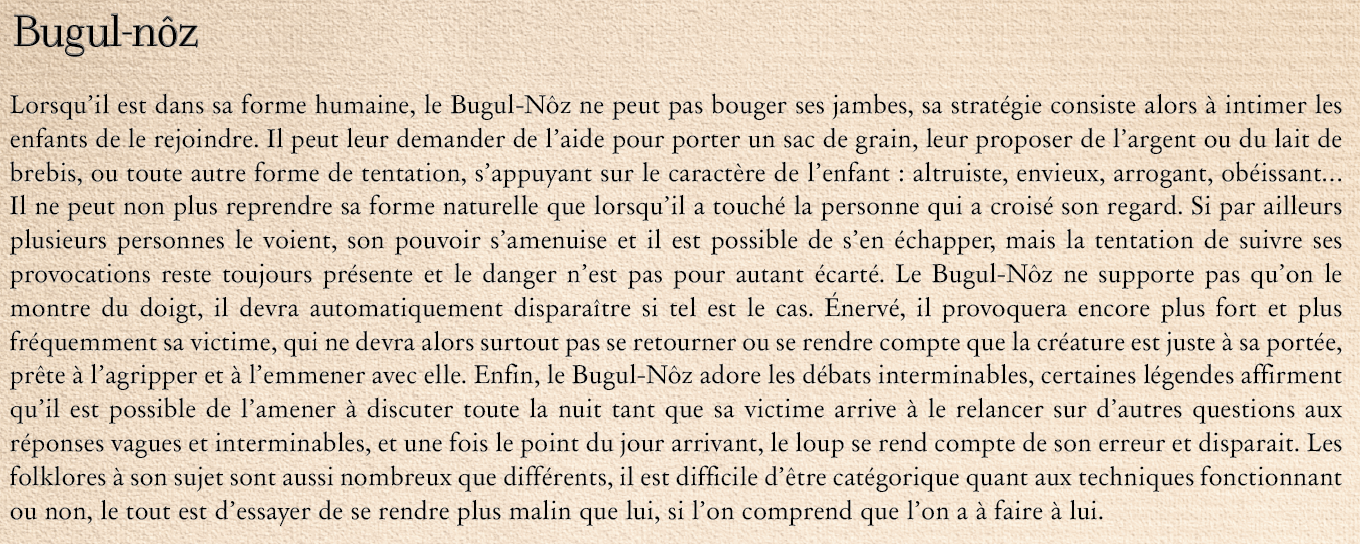 Bugul-nôz
Lorsqu’il est dans sa forme humaine, le Bugul-Nôz ne peut pas bouger ses jambes, sa stratégie consiste alors à intimer les
enfants de le rejoindre. Il peut leur demander de l’aide pour porter un sac de grain, leur proposer de l’argent ou du lait de
brebis, ou toute autre forme de tentation, s’appuyant sur le caractère de l’enfant : altruiste, envieux, arrogant, obéissant...
Il ne peut non plus reprendre sa forme naturelle que lorsqu’il a touché la personne qui a croisé son regard. Si par ailleurs
plusieurs personnes le voient, son pouvoir s’amenuise et il est possible de s’en échapper, mais la tentation de suivre ses
provocations reste toujours présente et le danger n’est pas pour autant écarté. Le Bugul-Nôz ne supporte pas qu’on le
montre du doigt, il devra automatiquement disparaître si tel est le cas. Énervé, il provoquera encore plus fort et plus
fréquemment sa victime, qui ne devra alors surtout pas se retourner ou se rendre compte que la créature est juste à sa portée,
prête à l’agripper et à l’emmener avec elle. Enfin, le Bugul-Nôz adore les débats interminables, certaines légendes affirment
qu’il est possible de l’amener à discuter toute la nuit tant que sa victime arrive à le relancer sur d’autres questions aux
réponses vagues et interminables, et une fois le point du jour arrivant, le loup se rend compte de son erreur et disparait. Les
folklores à son sujet sont aussi nombreux que différents, il est difficile d’être catégorique quant aux techniques fonctionnant
ou non, le tout est d’essayer de se rendre plus malin que lui, si l’on comprend que l’on a à faire à lui.